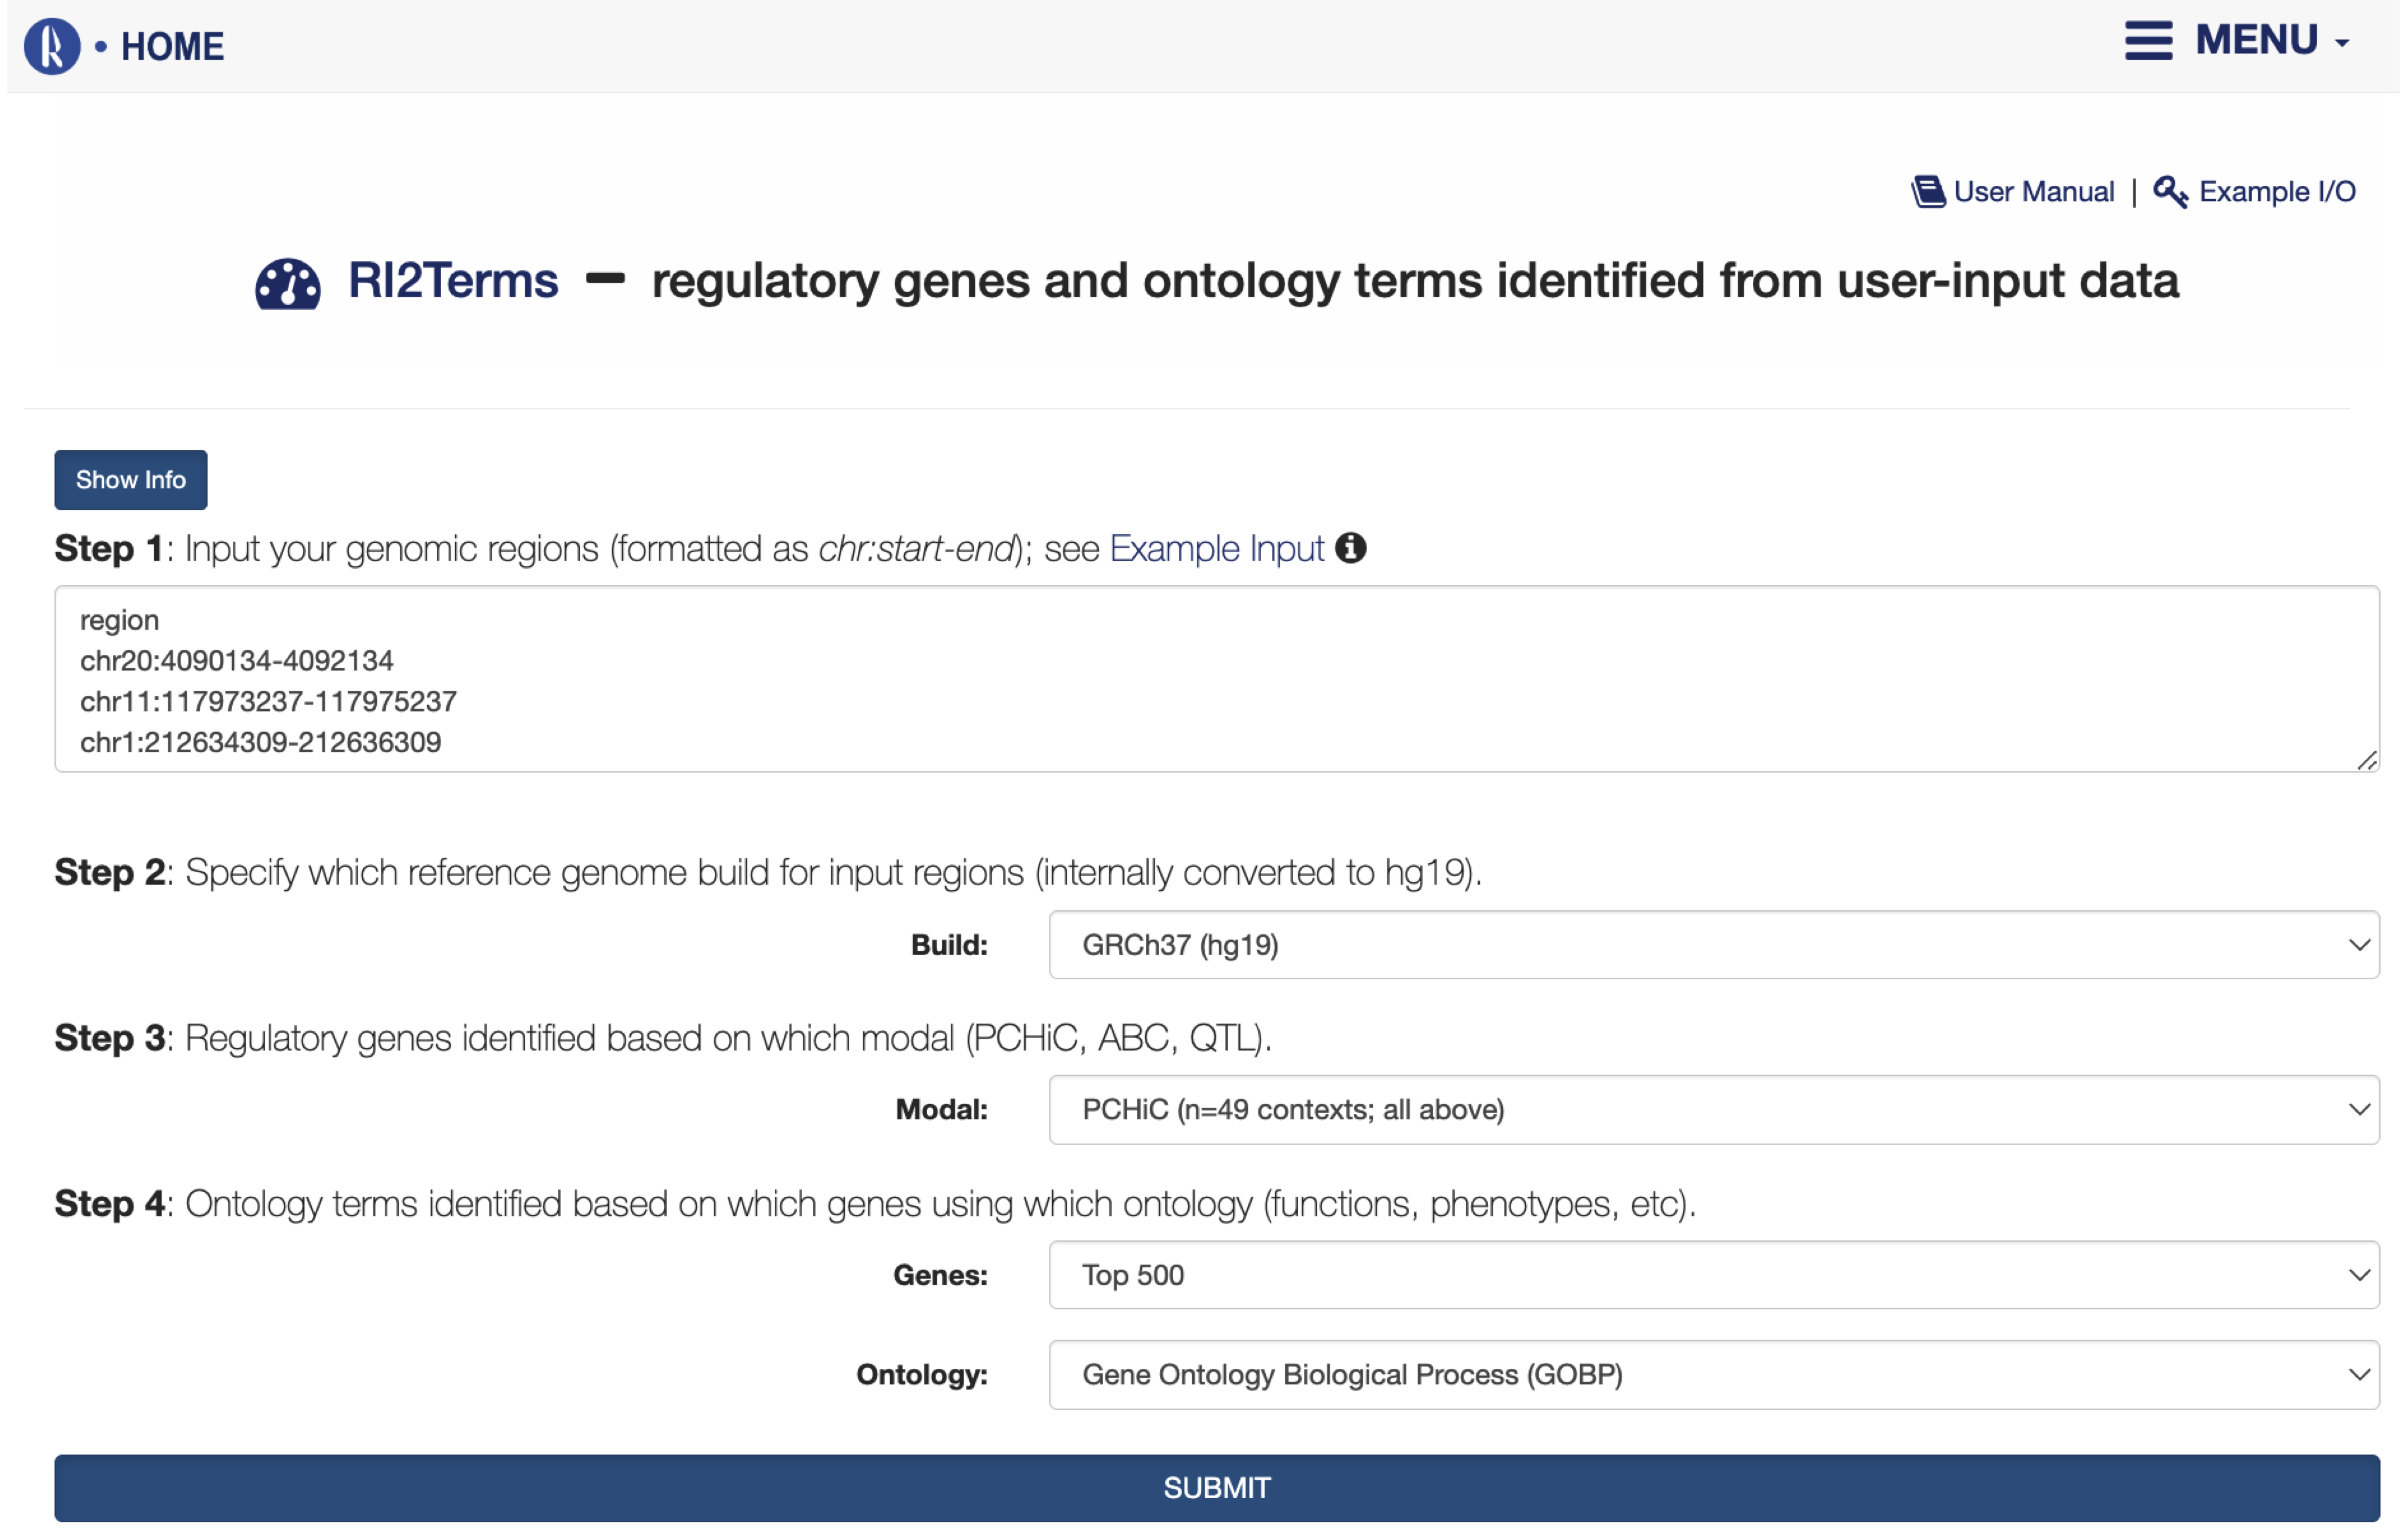 HOME
MENU
User Manual | Example I/O
RI2Terms — regulatory genes and ontology terms identified from user-input data
Show Info
Step 1: Input your genomic regions (formatted as chr:start-end); see Example Input
region
chr20:4090134-4092134
chr11:117973237-117975237
chr1:212634309-212636309
Step 2: Specify which reference genome build for input regions (internally converted to hg19).
Build: GRCh37 (hg19)
Step 3: Regulatory genes identified based on which modal (PCHiC, ABC, QTL).
Modal: PCHiC (n=49 contexts; all above)
Step 4: Ontology terms identified based on which genes using which ontology (functions, phenotypes, etc).
Genes: Top 500
Ontology: Gene Ontology Biological Process (GOBP)
SUBMIT